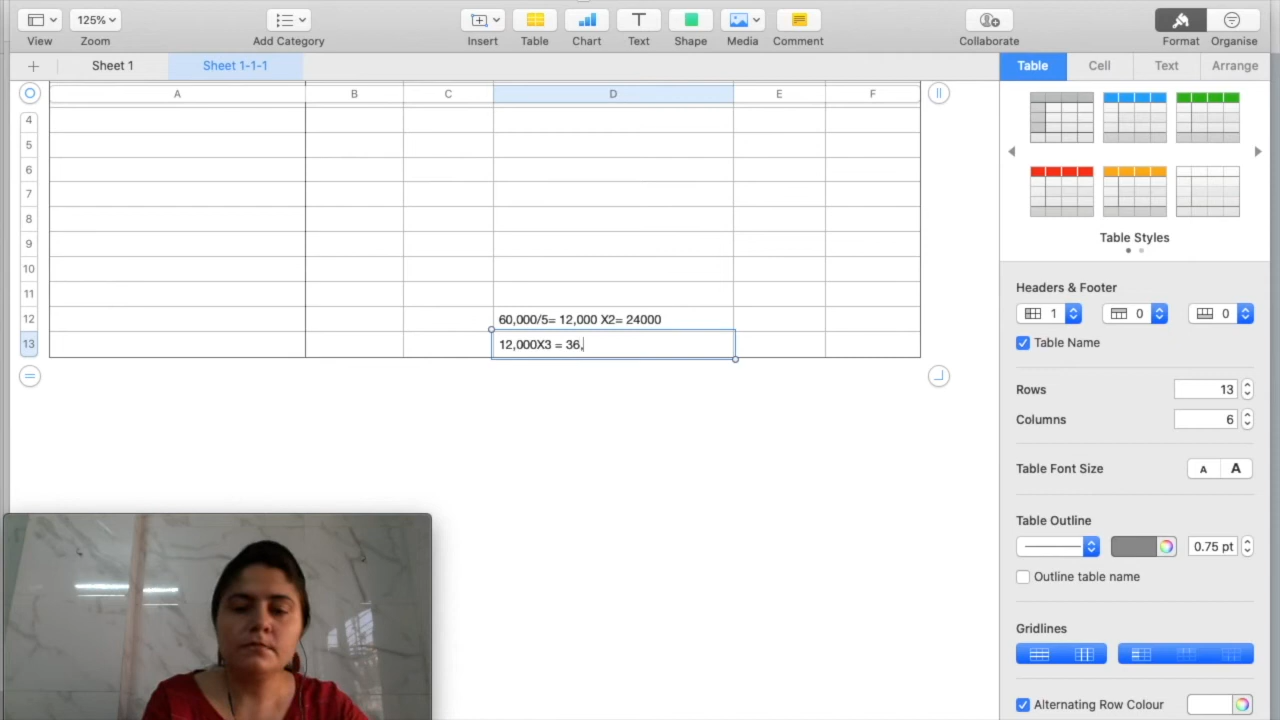 125%
View
Zoom
Add Category
Insert
Table
Chart
Text
Shape
Media
Comment
Collaborate
Format
Organise
Sheet 1
Sheet 1-1-1
Table
Cell
Text
Arrange
A
B
C
D
E
F
4
5
6
7
8
9
10
11
12
60,000/5= 12,000 X2= 24000
13
12,000X3 = 36,
Table Styles
Headers & Footer
1
0
0
Table Name
Rows
13
Columns
6
Table Font Size
A
A
Table Outline
0.75 pt
Outline table name
Gridlines
Alternating Row Colour